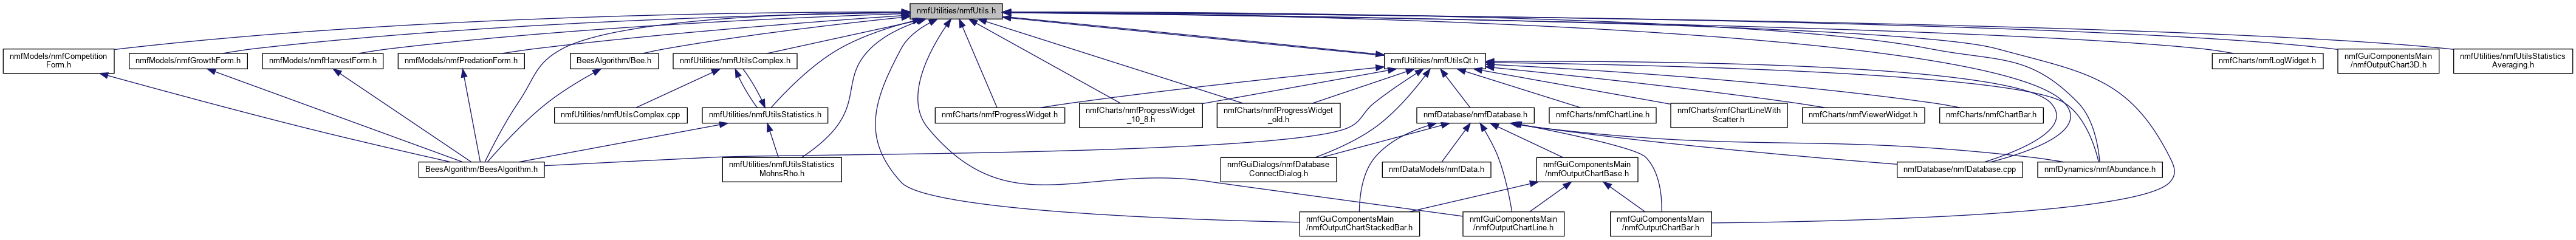 nmfUtilities/nmfUtils.h
nmfModels/nmfCompetition
Form.h
nmfModels/nmfGrowthForm.h
nmfModels/nmfHarvestForm.h
nmfModels/nmfPredationForm.h
BeesAlgorithm/Bee.h
nmfUtilities/nmfUtilsComplex.h
nmfUtilities/nmfUtilsQt.h
nmfCharts/nmfLogWidget.h
nmfGuiComponentsMain
/nmfOutputChart3D.h
nmfUtilities/nmfUtilsStatistics
Averaging.h
nmfUtilities/nmfUtilsComplex.cpp
nmfUtilities/nmfUtilsStatistics.h
nmfCharts/nmfProgressWidget.h
nmfCharts/nmfProgressWidget
_10_8.h
nmfCharts/nmfProgressWidget
_old.h
nmfDatabase/nmfDatabase.h
nmfCharts/nmfChartLine.h
nmfCharts/nmfChartLineWith
Scatter.h
nmfCharts/nmfViewerWidget.h
nmfCharts/nmfChartBar.h
BeesAlgorithm/BeesAlgorithm.h
nmfUtilities/nmfUtilsStatistics
MohnsRho.h
nmfGuiDialogs/nmfDatabase
ConnectDialog.h
nmfDataModels/nmfData.h
nmfGuiComponentsMain
/nmfOutputChartBase.h
nmfDatabase/nmfDatabase.cpp
nmfDynamics/nmfAbundance.h
nmfGuiComponentsMain
/nmfOutputChartStackedBar.h
nmfGuiComponentsMain
/nmfOutputChartLine.h
nmfGuiComponentsMain
/nmfOutputChartBar.h